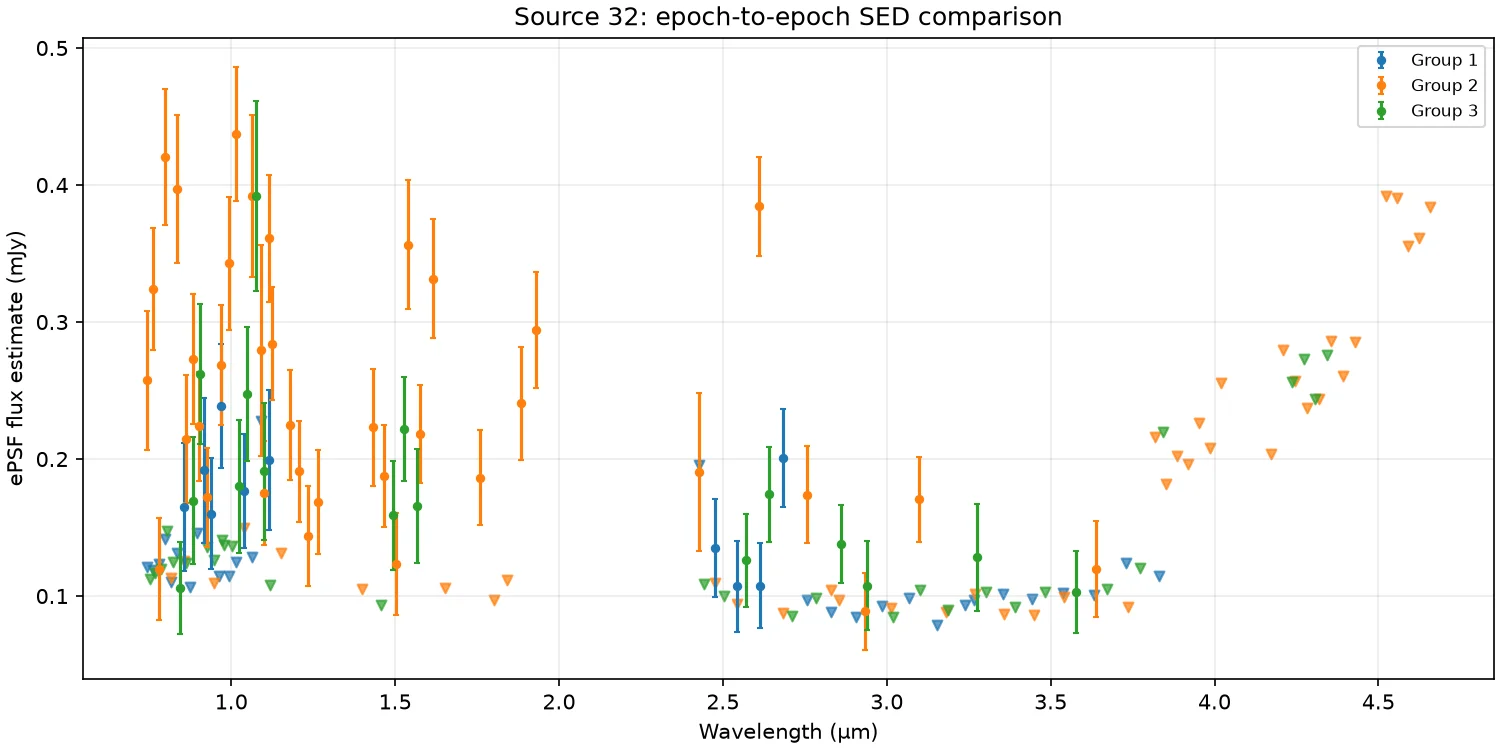 Source 32: epoch-to-epoch SED comparison
0.5
0.4
0.3
0.2
0.1
ePSF flux estimate (mJy)
Group 1
Group 2
Group 3
1.0 1.5 2.0 2.5 3.0 3.5 4.0 4.5
Wavelength (μm)